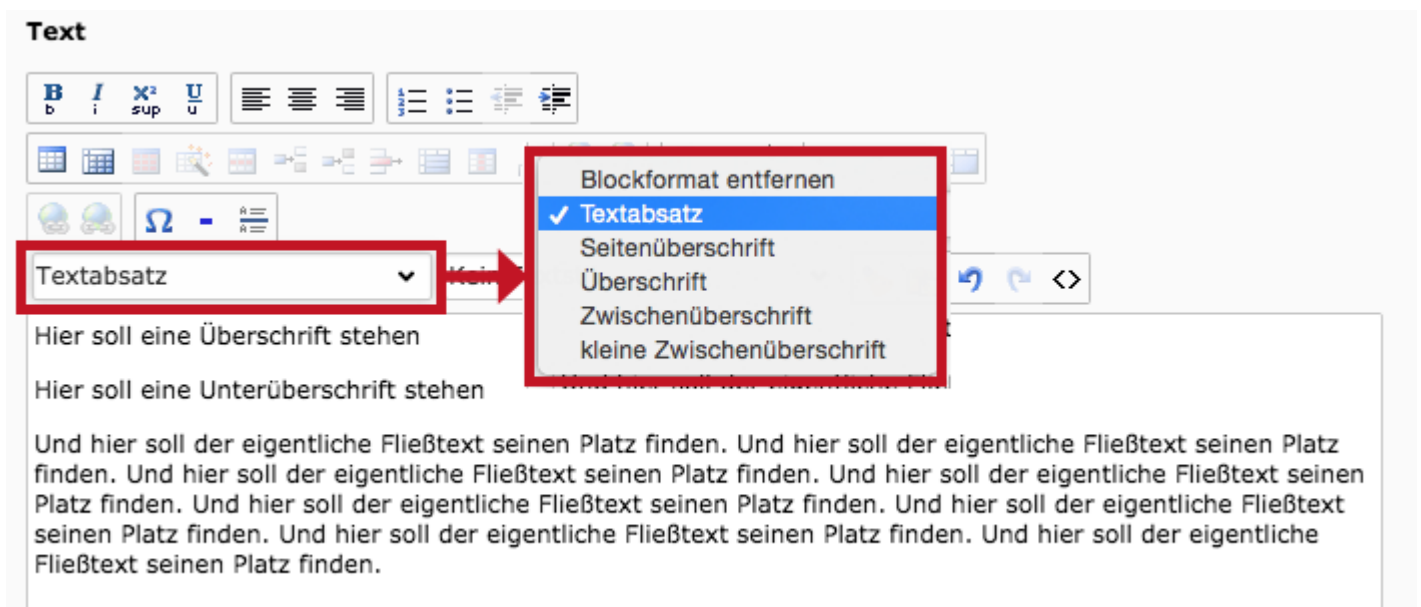 Text
B I X² U
b i sup u
Ω -
Blockformat entfernen
✓ Textabsatz
Seitenüberschrift
Überschrift
Zwischenüberschrift
kleine Zwischenüberschrift
Textabsatz
<>
Hier soll eine Überschrift stehen
Hier soll eine Unterüberschrift stehen
Und hier soll der eigentliche Fließtext seinen Platz finden. Und hier soll der eigentliche Fließtext seinen Platz
finden. Und hier soll der eigentliche Fließtext seinen Platz finden. Und hier soll der eigentliche Fließtext seinen
Platz finden. Und hier soll der eigentliche Fließtext seinen Platz finden. Und hier soll der eigentliche Fließtext
seinen Platz finden. Und hier soll der eigentliche Fließtext seinen Platz finden. Und hier soll der eigentliche
Fließtext seinen Platz finden.